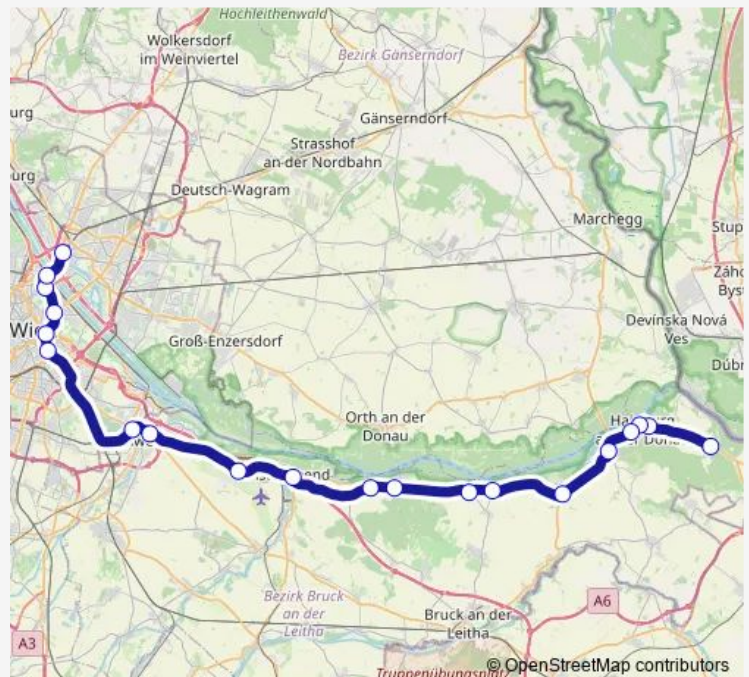 Hochleithenwald
Wolkersdorf
im Weinviertel
Bezirk Gänserndorf
urg
Gänserndorf
Strasshof
an der Nordbahn
urg
Deutsch-Wagram
Marchegg
Stup
Záho
Byst
Devínska Nová
Ves
Wie
Groß-Enzersdorf
Dúbr
Orth an der
Donau
Bezirk Bruck
an der
Leitha
A6
Bruck an der
Leitha
A3
Truppenübungsplatz
© OpenStreetMap contributors